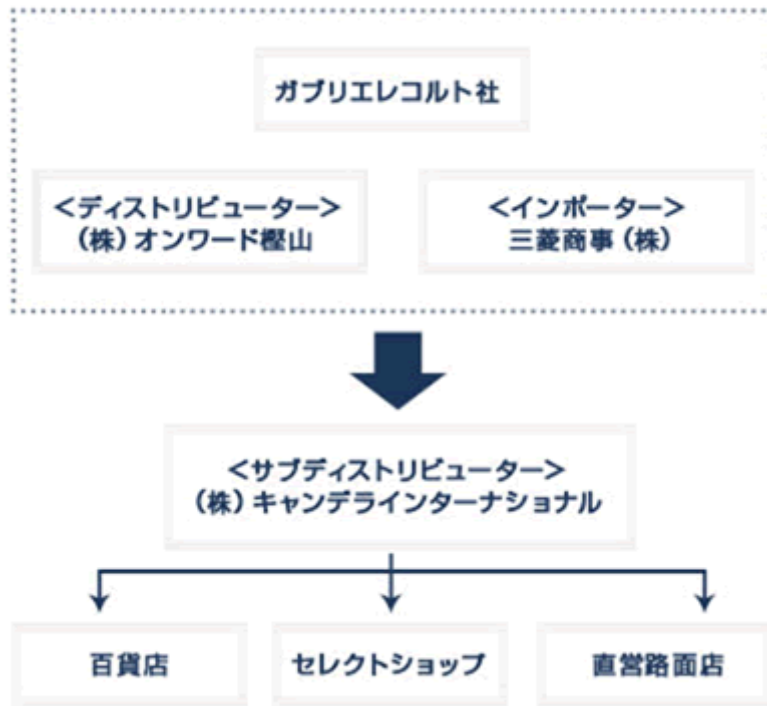 ガブリエレコルト社
＜ディストリビューター＞
（株）オンワード樫山
＜インポーター＞
三菱商事（株）
＜サブディストリビューター＞
（株）キャンデラインターナショナル
百貨店
セレクトショップ
直営路面店